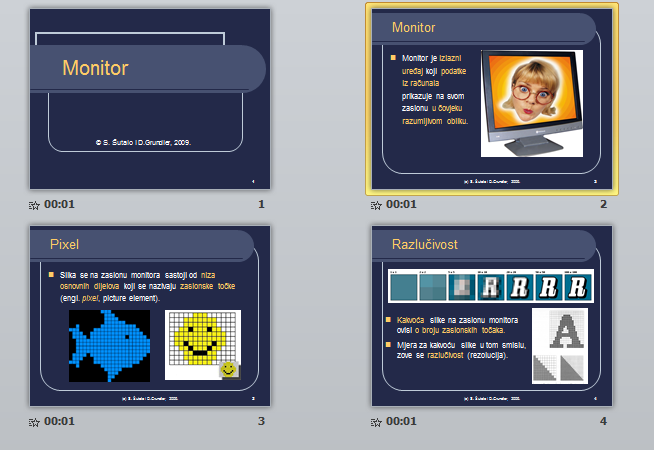 Monitor
© S. Šutalo i D.Grundler, 2009.
00:01
1
Monitor
Monitor je izlazni
uređaj koji podatke
iz računala
prikazuje na svom
zaslonu u čovjeku
razumljivom obliku.
(c) S. Šutalo i D.Grundler, 2009.
00:01
2
Pixel
Slika se na zaslonu monitora sastoji od niza
osnovnih dijelova koji se nazivaju zaslonske točke
(engl. pixel, picture element).
(c) S. Šutalo i D.Grundler, 2009.
3
00:01
3
Razlučivost
R R R R
Kakvoća slike na zaslonu monitora
ovisi o broju zaslonskih točaka.
A
Mjera za kakvoću slike u tom smislu,
zove se razlučivost (rezolucija).
(c) S. Šutalo i D.Grundler, 2009.
00:01
4